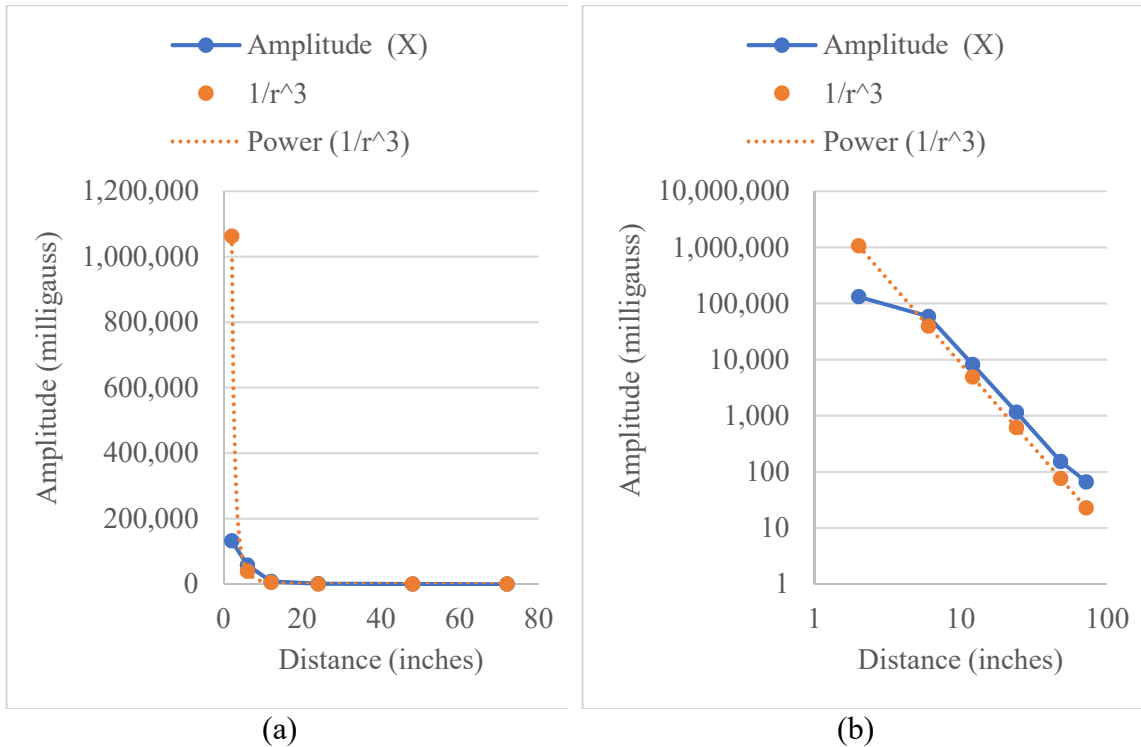 Amplitude (X)
1/r^3
Power (1/r^3)
1,200,000
1,000,000
800,000
600,000
400,000
200,000
0
0 20 40 60 80
Amplitude (milligauss)
Distance (inches)
(a)
Amplitude (X)
1/r^3
Power (1/r^3)
10,000,000
1,000,000
100,000
10,000
1,000
100
10
1
1 10 100
Amplitude (milligauss)
Distance (inches)
(b)